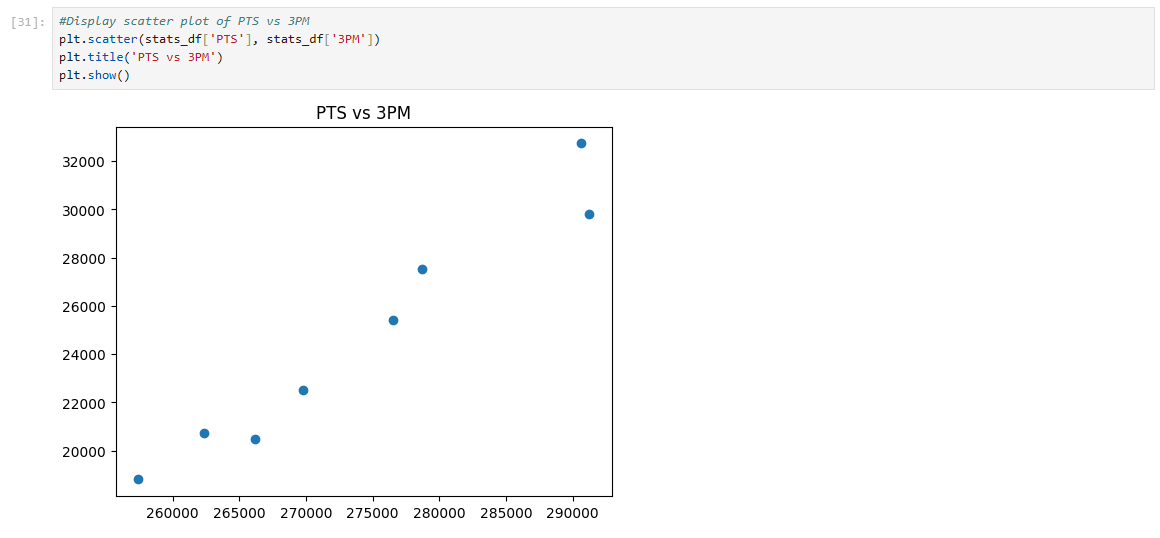 [31]: #Display scatter plot of PTS vs 3PM
plt.scatter(stats_df['PTS'], stats_df['3PM'])
plt.title('PTS vs 3PM')
plt.show()
PTS vs 3PM
32000
30000
28000
26000
24000
22000
20000
260000 265000 270000 275000 280000 285000 290000